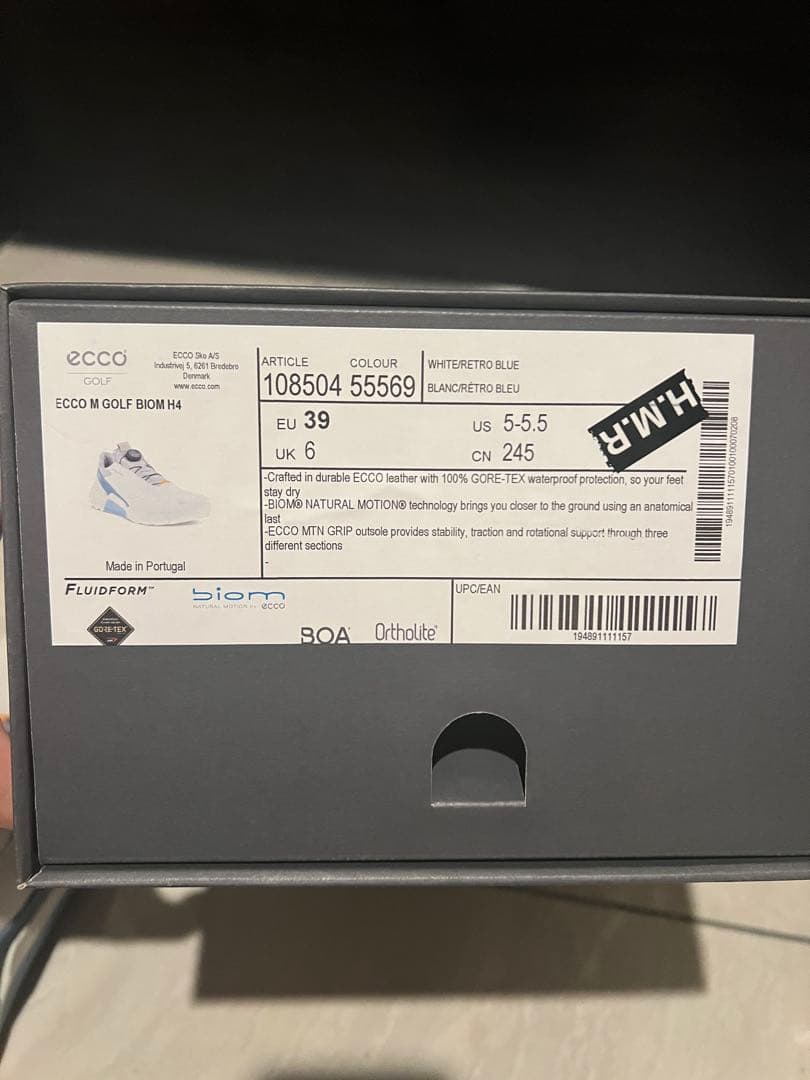 ecco
GOLF
ECCO Sko A/S
Industrivej 5, 6261 Bredebro
Denmark
www.ecco.com
ECCO M GOLF BIOM H4
Made in Portugal
ARTICLE COLOUR
108504 55569
WHITE/RETRO BLUE
BLANC/RÉTRO BLEU
EU 39
US 5-5.5
UK 6
CN 245
H.M.R
-Crafted in durable ECCO leather with 100% GORE-TEX waterproof protection, so your feet
stay dry
-BIOM® NATURAL MOTION® technology brings you closer to the ground using an anatomical
last
-ECCO MTN GRIP outsole provides stability, traction and rotational support through three
different sections
-
FLUIDFORM™
biom
NATURAL MOTION BY ecco
GORE-TEX
BOA
Ortholite®
UPC/EAN
194891111157